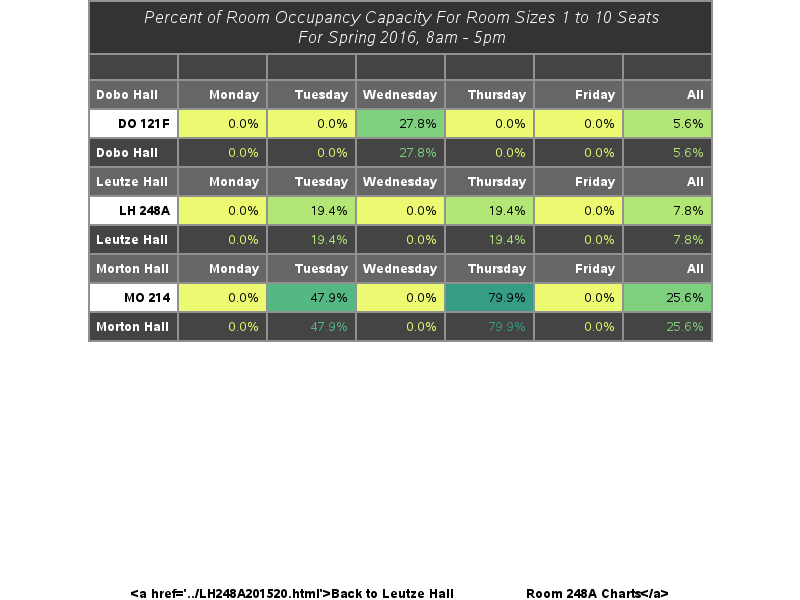 Percent of Room Occupancy Capacity For Room Sizes 1 to 10 Seats
For Spring 2016, 8am - 5pm
Dobo Hall Monday Tuesday Wednesday Thursday Friday All
DO 121F 0.0% 0.0% 27.8% 0.0% 0.0% 5.6%
Dobo Hall 0.0% 0.0% 27.8% 0.0% 0.0% 5.6%
Leutze Hall Monday Tuesday Wednesday Thursday Friday All
LH 248A 0.0% 19.4% 0.0% 19.4% 0.0% 7.8%
Leutze Hall 0.0% 19.4% 0.0% 19.4% 0.0% 7.8%
Morton Hall Monday Tuesday Wednesday Thursday Friday All
MO 214 0.0% 47.9% 0.0% 79.9% 0.0% 25.6%
Morton Hall 0.0% 47.9% 0.0% 79.9% 0.0% 25.6%
<a href='../LH248A201520.html'>Back to Leutze Hall Room 248A Charts</a>